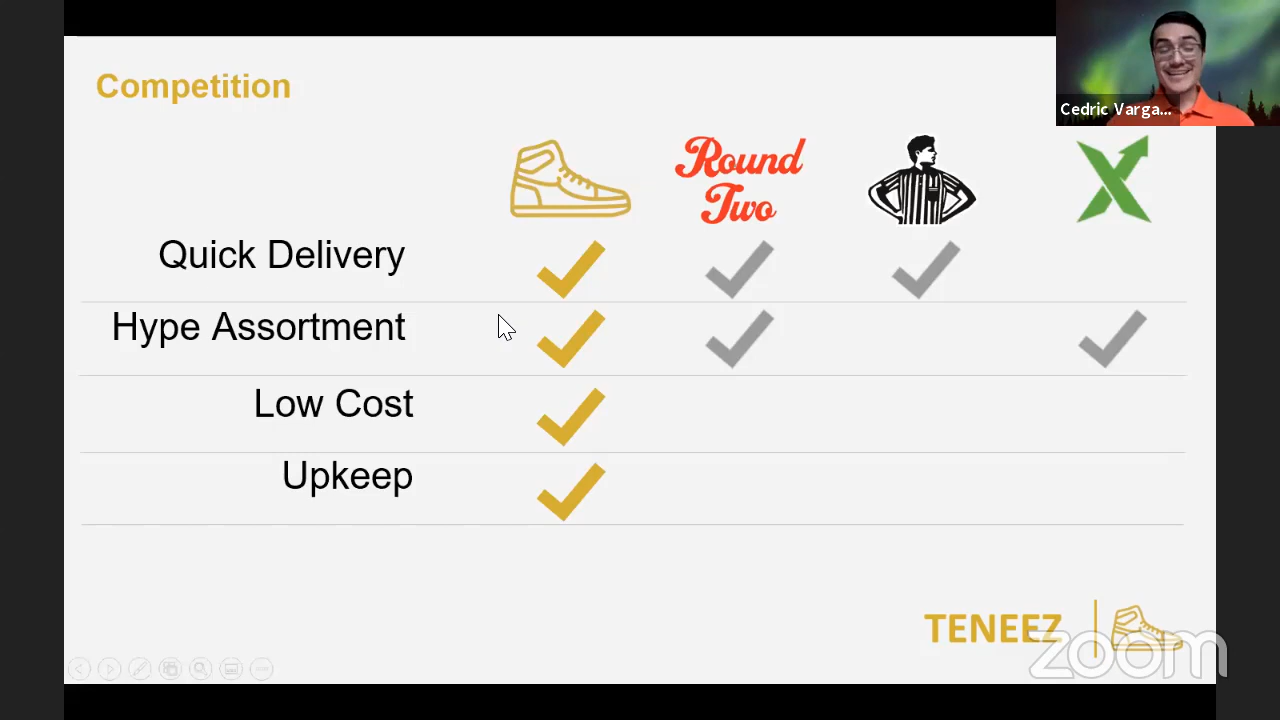 Competition
Cedric Varga...
Round
Two
Quick Delivery
Hype Assortment
Low Cost
Upkeep
TENEEZ
zoom